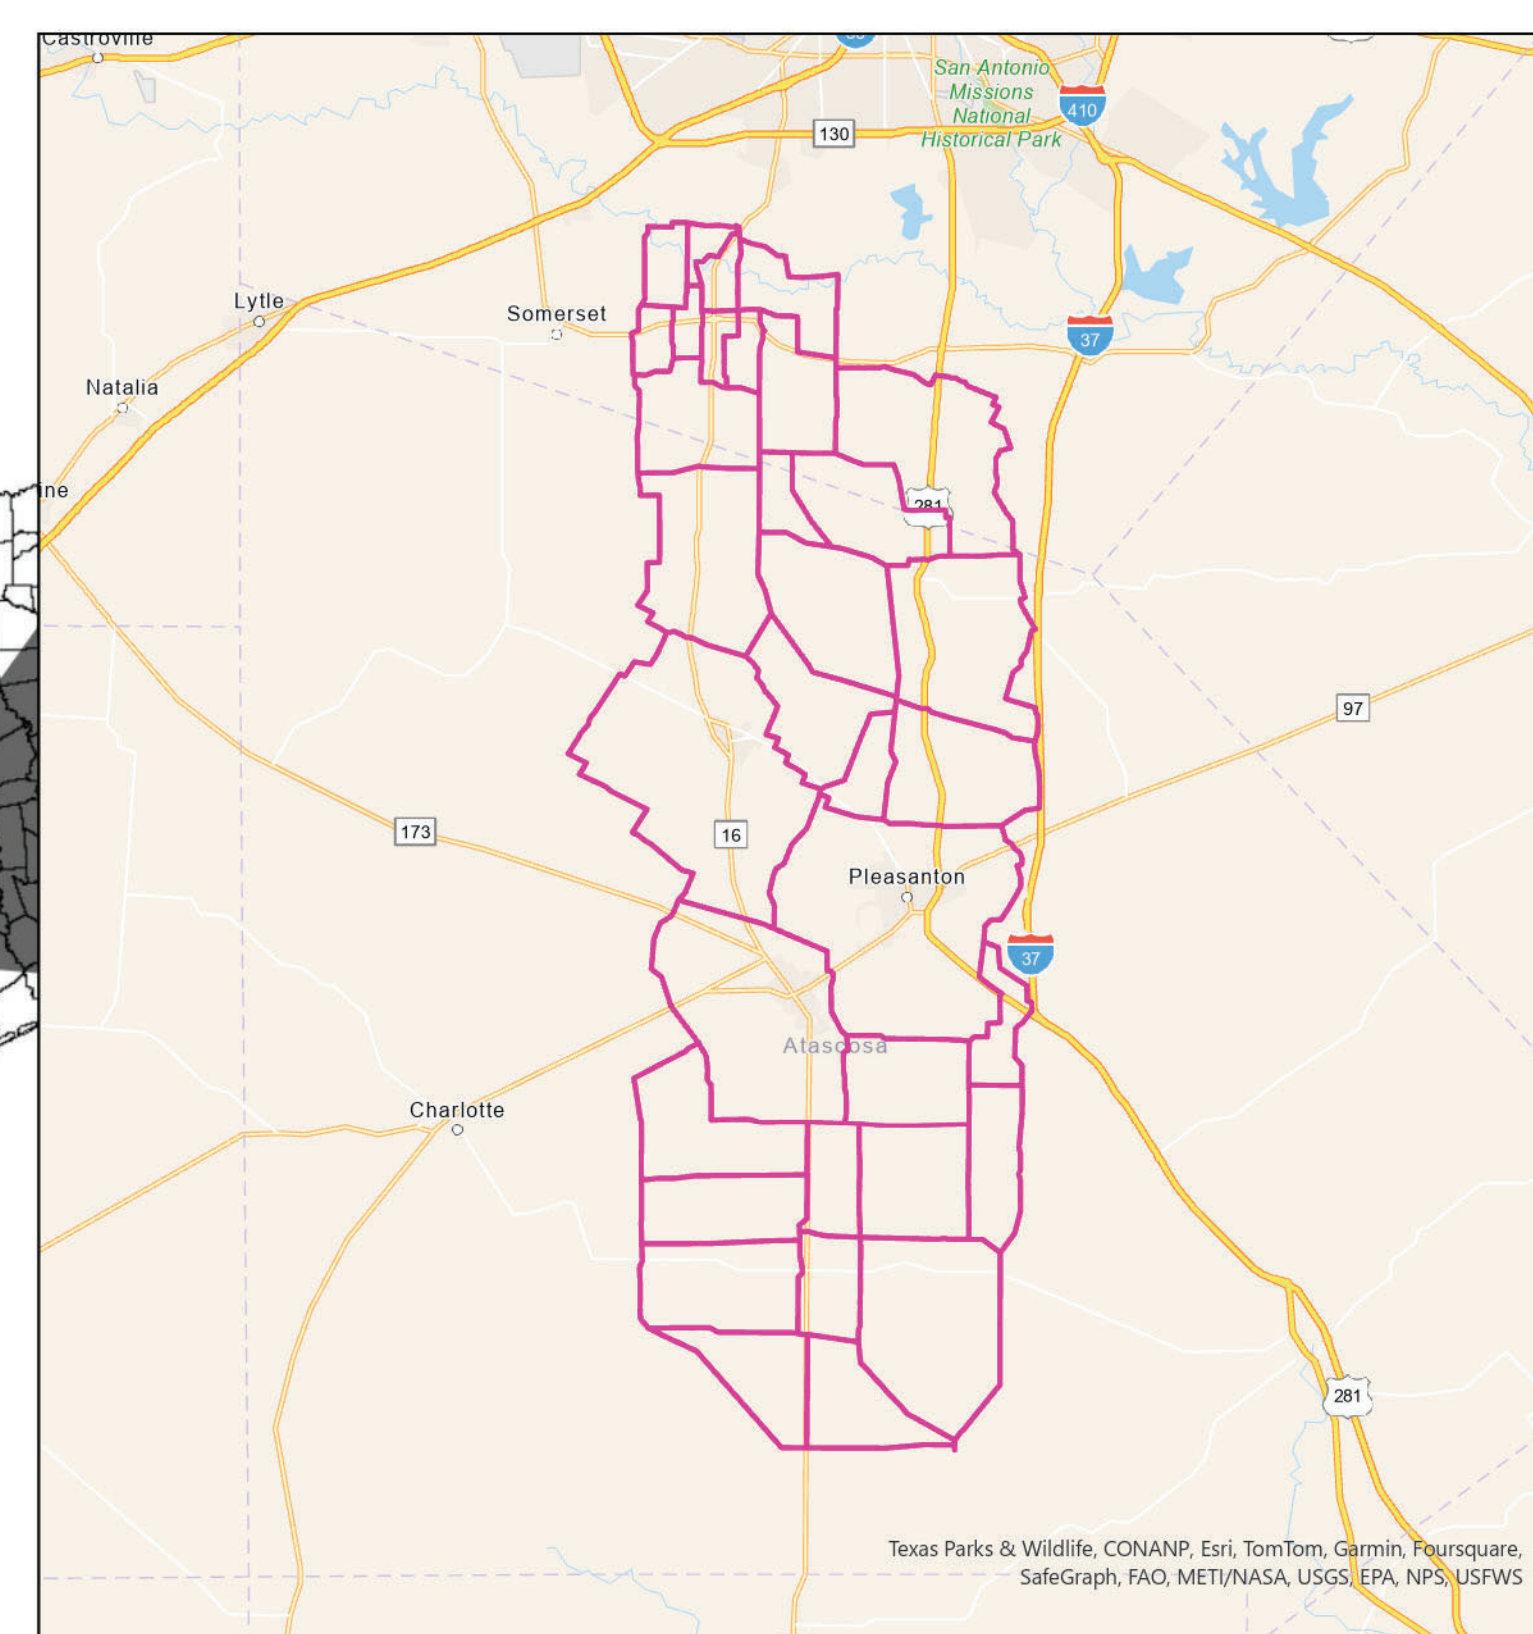 Castroville
San Antonio
Missions
National
Historical Park
410
130
Lytle
Somerset
37
Natalia
ine
281
97
173
16
Pleasanton
37
Atascosa
Charlotte
281
Texas Parks & Wildlife, CONANP, Esri, TomTom, Garmin, Foursquare,
SafeGraph, FAO, METI/NASA, USGS, EPA, NPS, USFWS